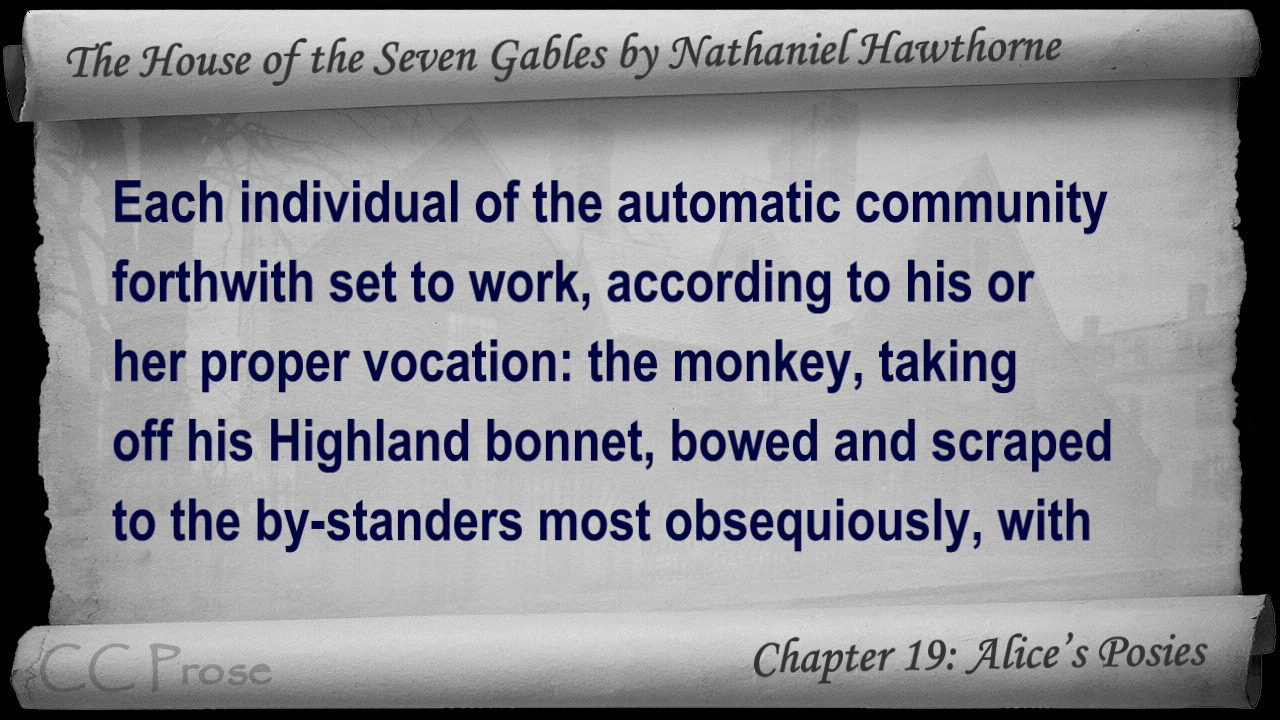 The House of the Seven Gables by Nathaniel Hawthorne
Each individual of the automatic community
forthwith set to work, according to his or
her proper vocation: the monkey, taking
off his Highland bonnet, bowed and scraped
to the by-standers most obsequiously, with
CC Prose
Chapter 19: Alice's Posies